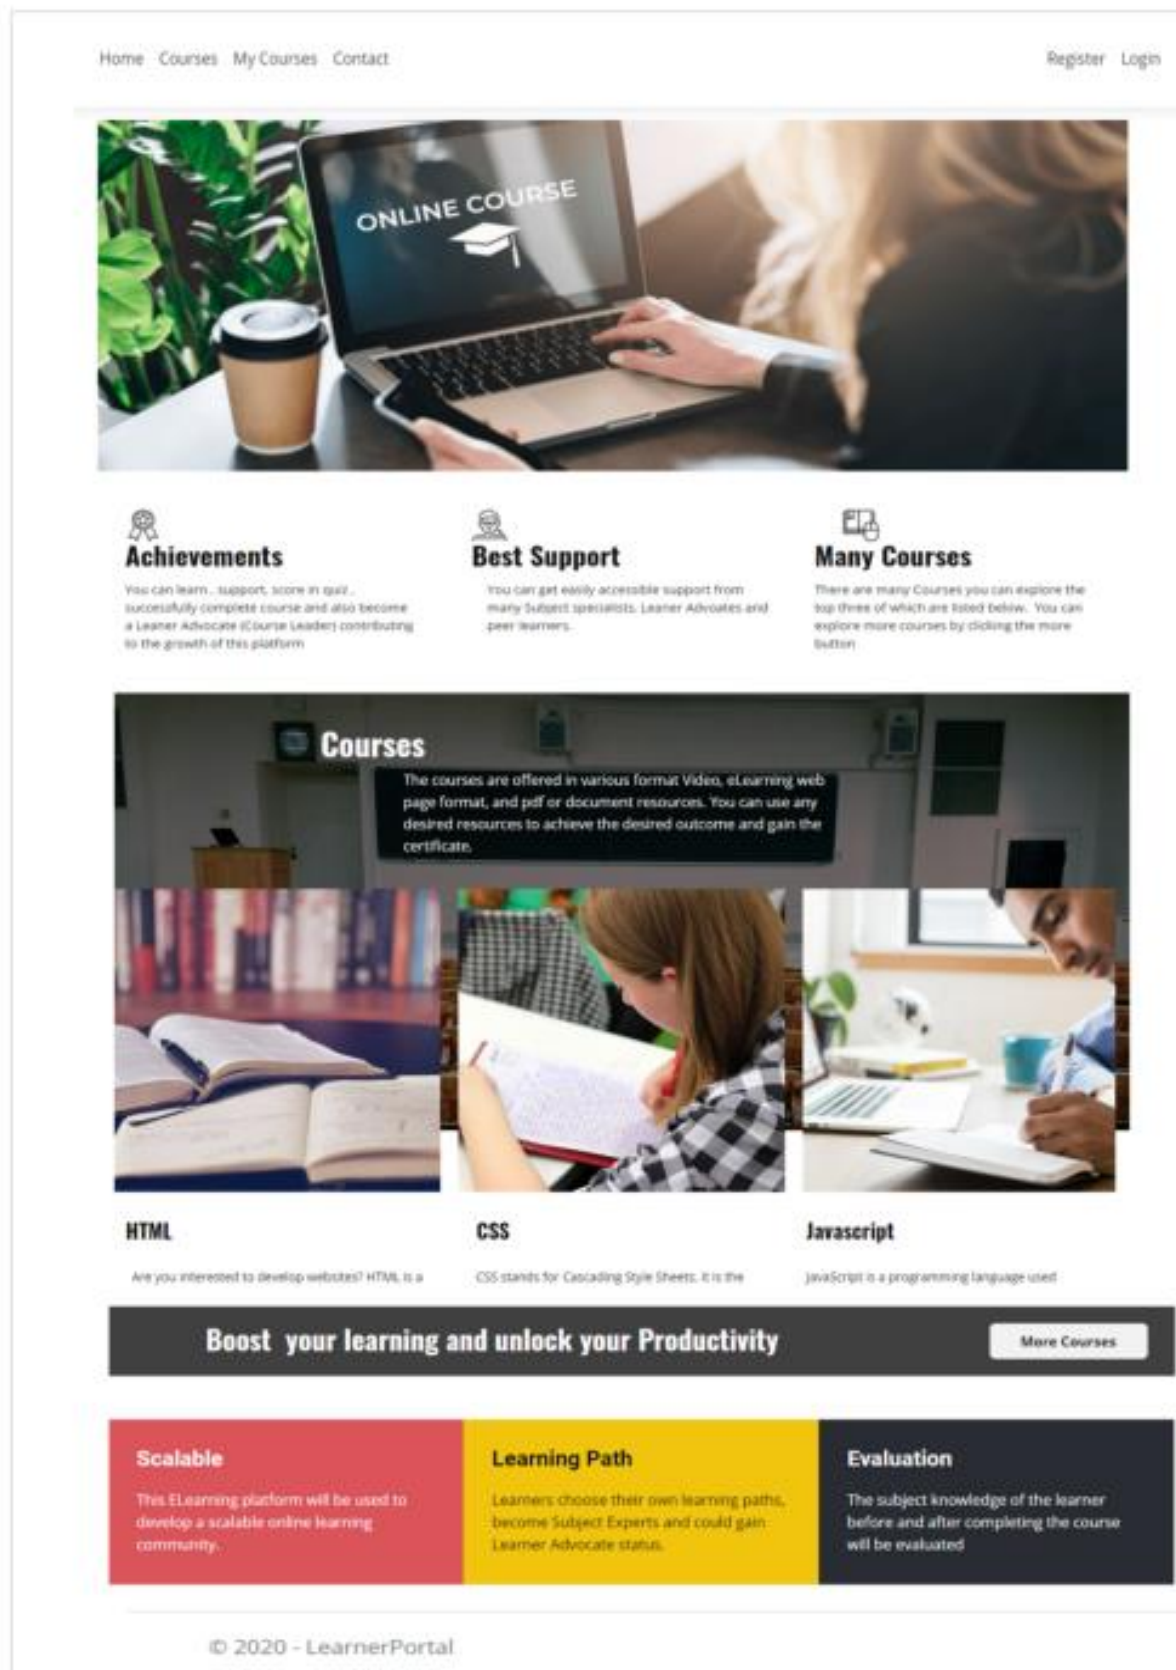 Home Courses My Courses Contact Register Login
ONLINE COURSE
Achievements
You can learn , support, score in quiz ,
successfully complete course and also become
a Leaner Advocate (Course Leader) contributing
to the growth of this platform
Best Support
You can get easily accessible support from
many Subject specialists, Leaner Advoates and
peer learners.
Many Courses
There are many Courses you can explore the
top three of which are listed below. You can
explore more courses by clicking the more
button
Courses
The courses are offered in various format Video, eLearning web
page format, and pdf or document resources. You can use any
desired resources to achieve the desired outcome and gain the
certificate.
HTML
Are you interested to develop websites? HTML is a
CSS
CSS stands for Cascading Style Sheets. It is the
Javascript
JavaScript is a programming language used
Boost your learning and unlock your Productivity
More Courses
Scalable
This ELearning platform will be used to
develop a scalable online learning
community.
Learning Path
Learners choose their own learning paths,
become Subject Experts and could gain
Learner Advocate status.
Evaluation
The subject knowledge of the learner
before and after completing the course
will be evaluated
© 2020 - LearnerPortal